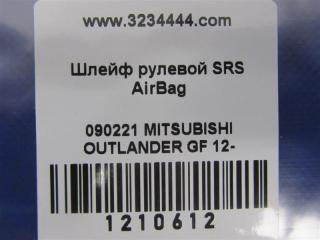 www.3234444.com
Шлейф рулевой SRS
AirBag
090221 MITSUBISHI
OUTLANDER GF 12-
1210612